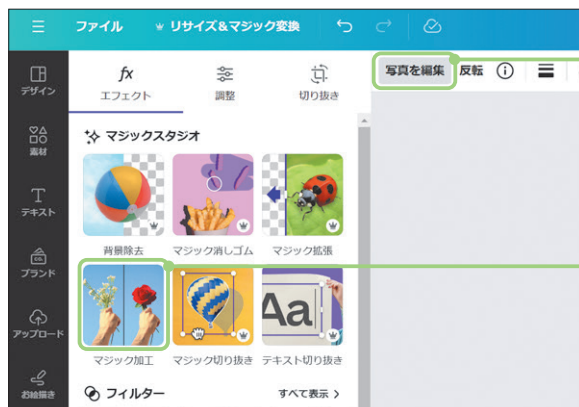 ファイル
リサイズ&マジック変換
写真を編集
反転
デザイン
素材
テキスト
CO.
ブランド
アップロード
お絵描き
fx
エフェクト
調整
切り抜き
マジックスタジオ
背景除去
マジック消しゴム
マジック拡張
マジック加工
マジック切り抜き
Aa
テキスト切り抜き
フィルター
すべて表示